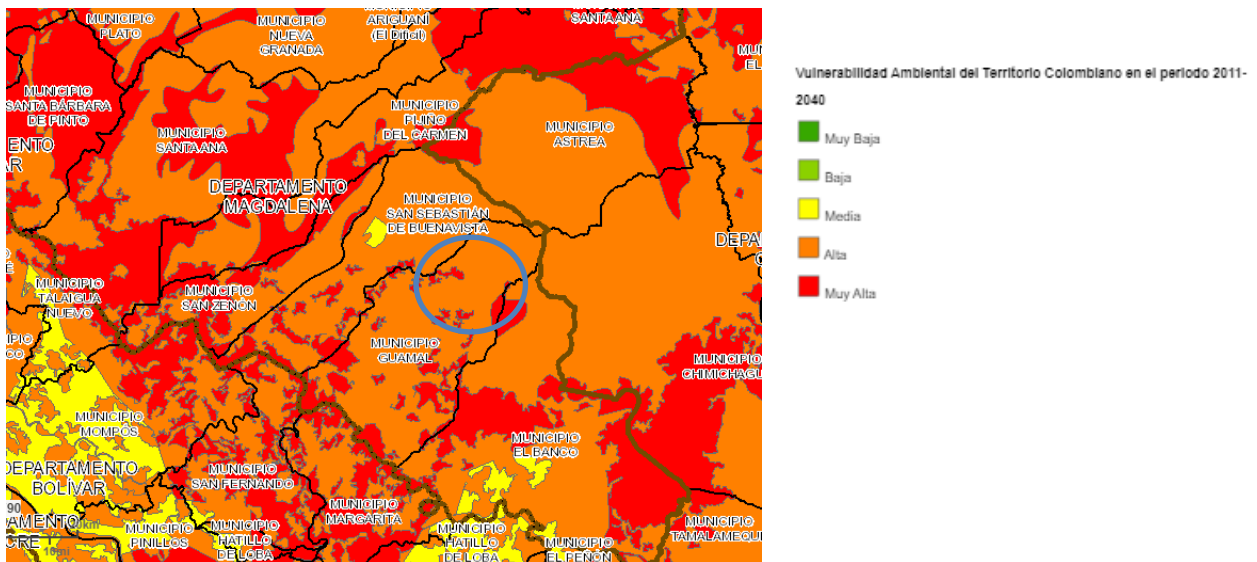 MUNICIPIO
PLATO
MUNICIPIO
NUEVA
GRANADA
MUNICIPIO
ARIGUANÍ
(El Dificil)
SANTA ANA
MUNICIPIO
SANTA BÁRBARA
DE PINTO
MUNICIPIO
SANTA ANA
MUNICIPIO
PIJIÑO
DEL CARMEN
MUNICIPIO
ASTREA
DEPARTAMENTO
MAGDALENA
MUNICIPIO
SAN SEBASTIÁN
DE BUENAVISTA
MUNICIPIO
TALAIGUA
NUEVO
MUNICIPIO
SAN ZENÓN
MUNICIPIO
GUAMAL
MUNICIPIO
CHIMICHAGU
MUNICIPIO
MOMPÓS
MUNICIPIO
EL BANCO
DEPARTAMENTO
BOLÍVAR
MUNICIPIO
SAN FERNANDO
MUNICIPIO
MARGARITA
MUNICIPIO
PINILLOS
MUNICIPIO
HATILLO
DE LOBA
MUNICIPIO
HATILLO
DE LOBA
MUNICIPIO
EL PEÑÓN
MUNICIPIO
TAMALAMEQUE
Vulnerabilidad Ambiental del Territorio Colombiano en el periodo 2011-
2040
Muy Baja
Baja
Media
Alta
Muy Alta